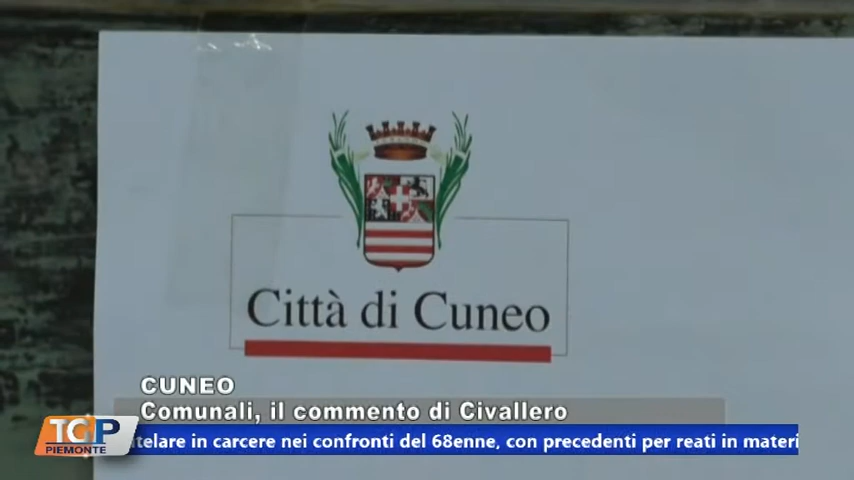 Città di Cuneo
CUNEO
Comunali, il commento di Civallero
TGP
PIEMONTE
telare in carcere nei confronti del 68enne, con precedenti per reati in materi